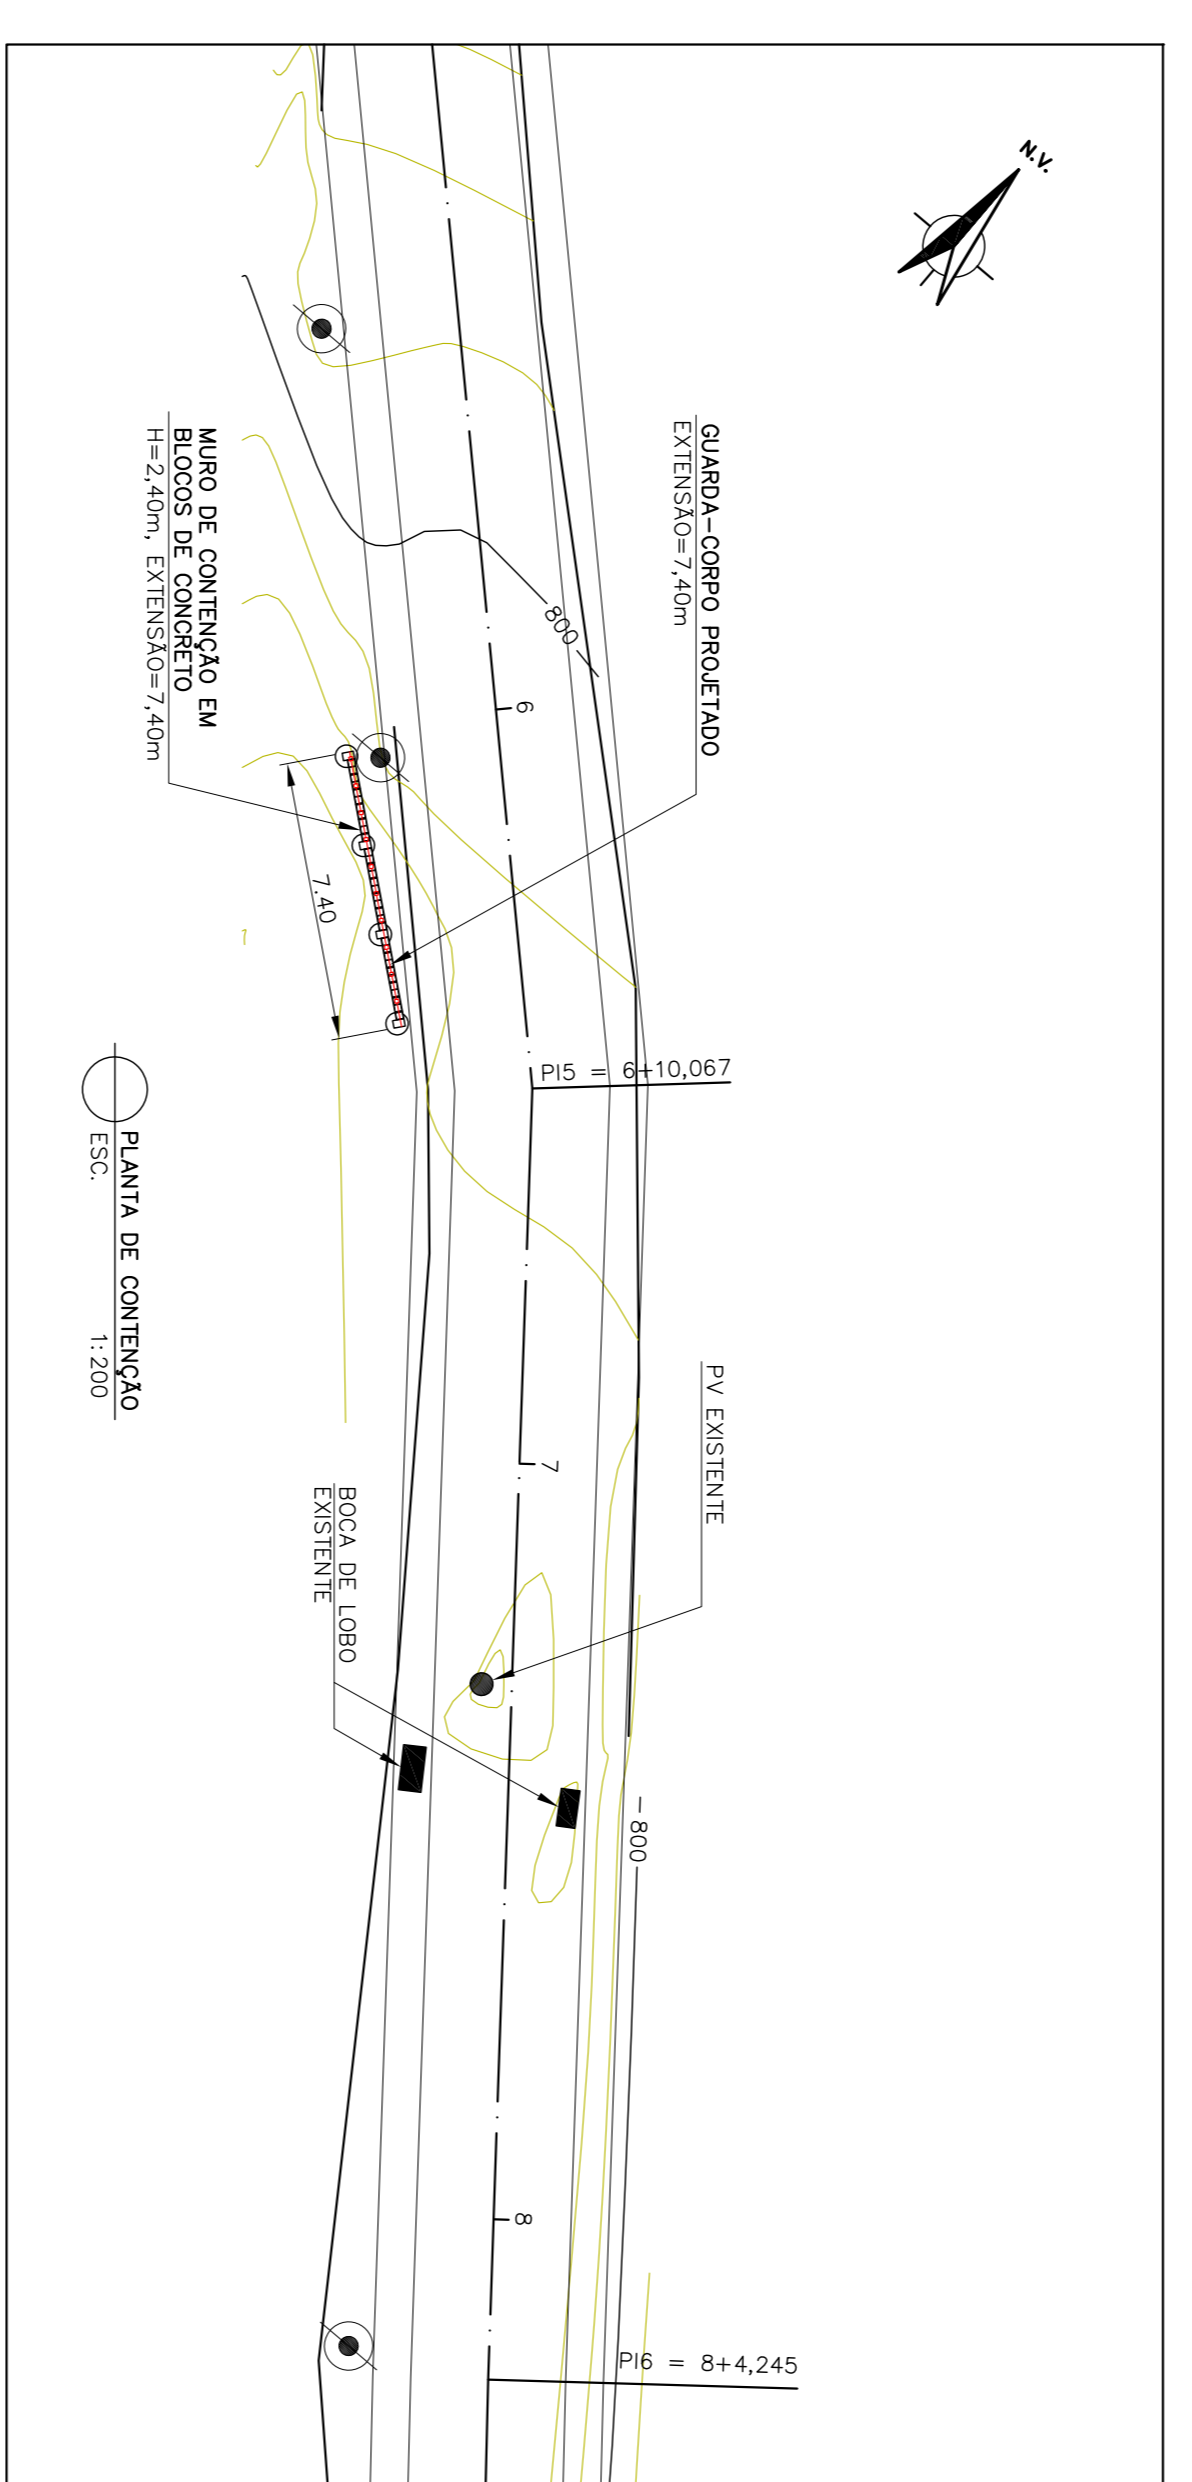 N.V.
GUARDA-CORPO PROJETADO
EXTENSÃO=7,40m
MURO DE CONTENÇÃO EM
BLOCOS DE CONCRETO
H=2,40m, EXTENSÃO=7,40m
800
6
7.40
PI5 = 6+10,067
PLANTA DE CONTENÇÃO
ESC. 1:200
PV EXISTENTE
7
BOCA DE LOBO
EXISTENTE
800
8
PI6 = 8+4,245